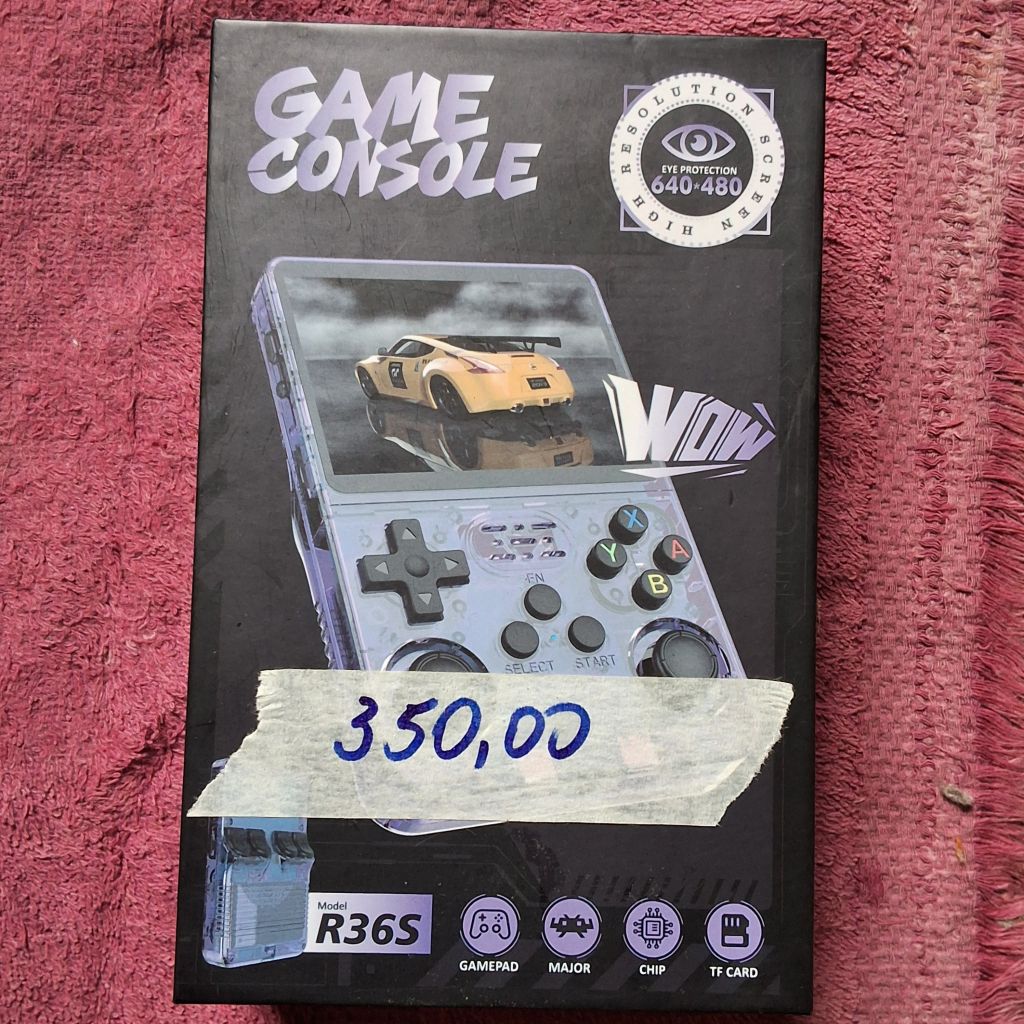 GAME
CONSOLE
HIGH RESOLUTION SCREEN
EYE PROTECTION
640*480
WOW
X
Y
A
B
FN
SELECT
START
350,00
Model
R36S
GAMEPAD
MAJOR
CHIP
TF CARD